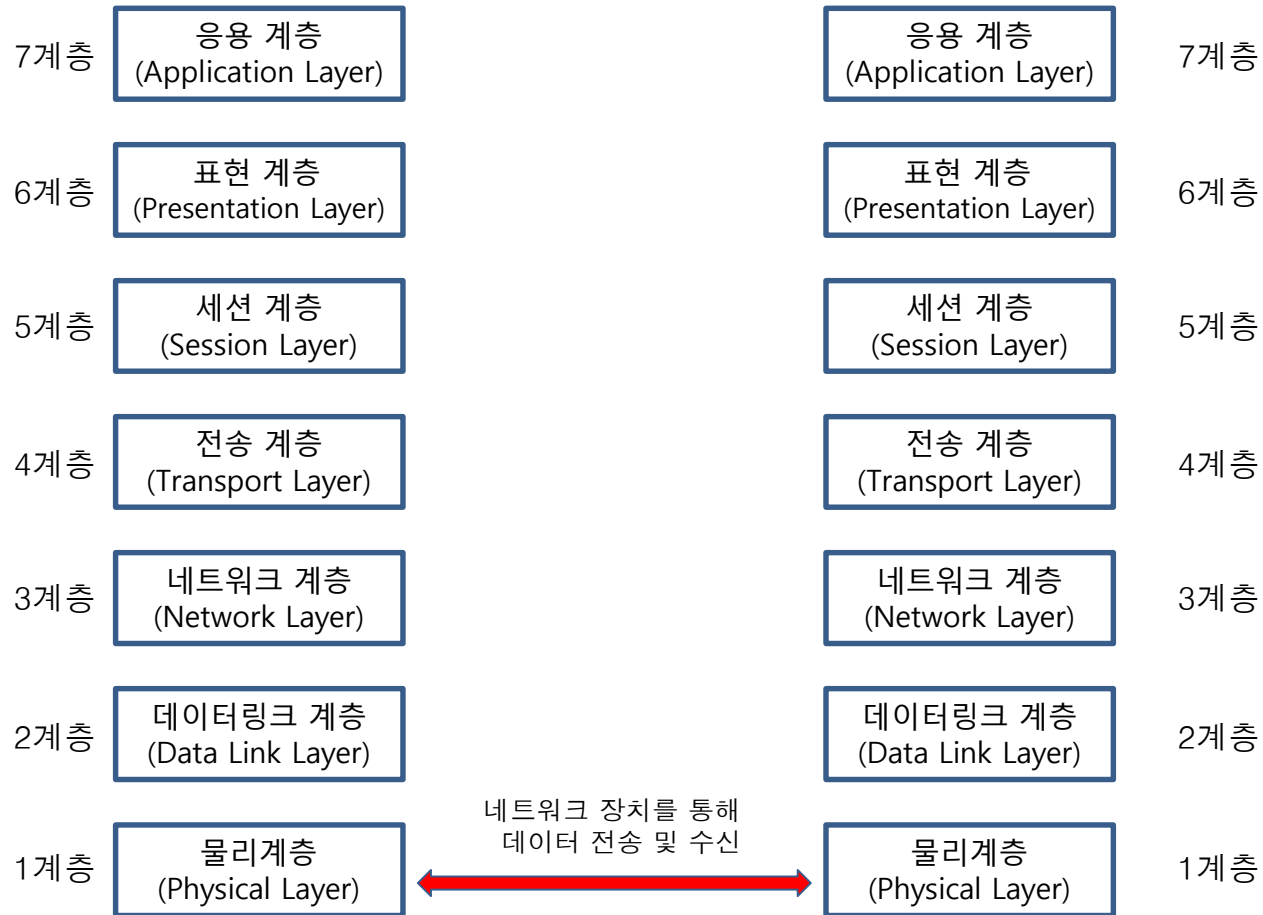 7계층
응용 계층
(Application Layer)
응용 계층
(Application Layer)
7계층
6계층
표현 계층
(Presentation Layer)
표현 계층
(Presentation Layer)
6계층
5계층
세션 계층
(Session Layer)
세션 계층
(Session Layer)
5계층
4계층
전송 계층
(Transport Layer)
전송 계층
(Transport Layer)
4계층
3계층
네트워크 계층
(Network Layer)
네트워크 계층
(Network Layer)
3계층
2계층
데이터링크 계층
(Data Link Layer)
데이터링크 계층
(Data Link Layer)
2계층
네트워크 장치를 통해
데이터 전송 및 수신
1계층
물리계층
(Physical Layer)
물리계층
(Physical Layer)
1계층